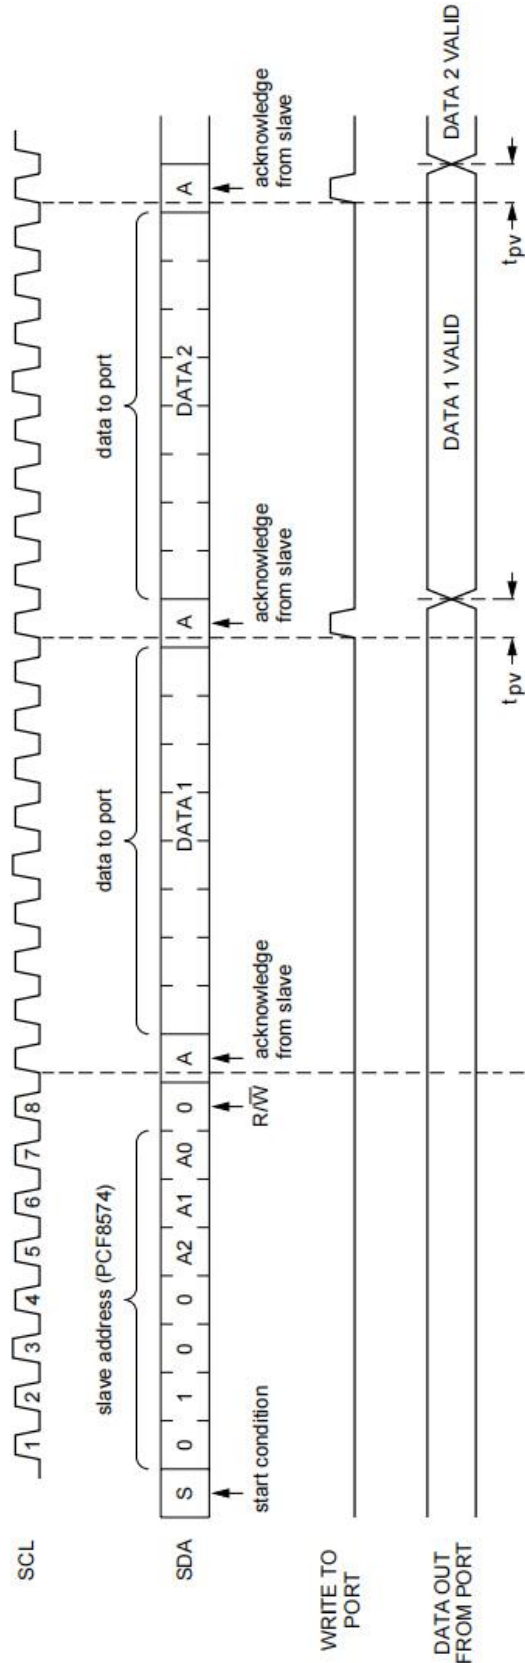 SCL
1 2 3 4 5 6 7 8
slave address (PCF8574)
data to port
data to port
SDA
S 0 1 0 0 A2 A1 A0 0 A DATA 1 A DATA 2 A
start condition
R/W̅
acknowledge
from slave
acknowledge
from slave
acknowledge
from slave
WRITE TO
PORT
DATA OUT
FROM PORT
DATA 1 VALID
DATA 2 VALID
tpv
tpv